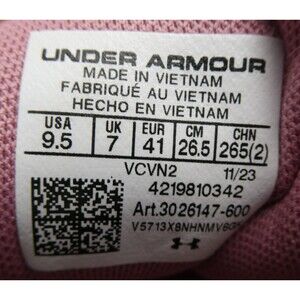 UNDER ARMOUR
MADE IN VIETNAM
FABRIQUÉ AU VIETNAM
HECHO EN VIETNAM
USA UK EUR CM CHN
9.5 7 41 26.5 265(2)
VCVN2 11/23
4219810342
Art.3026147-600